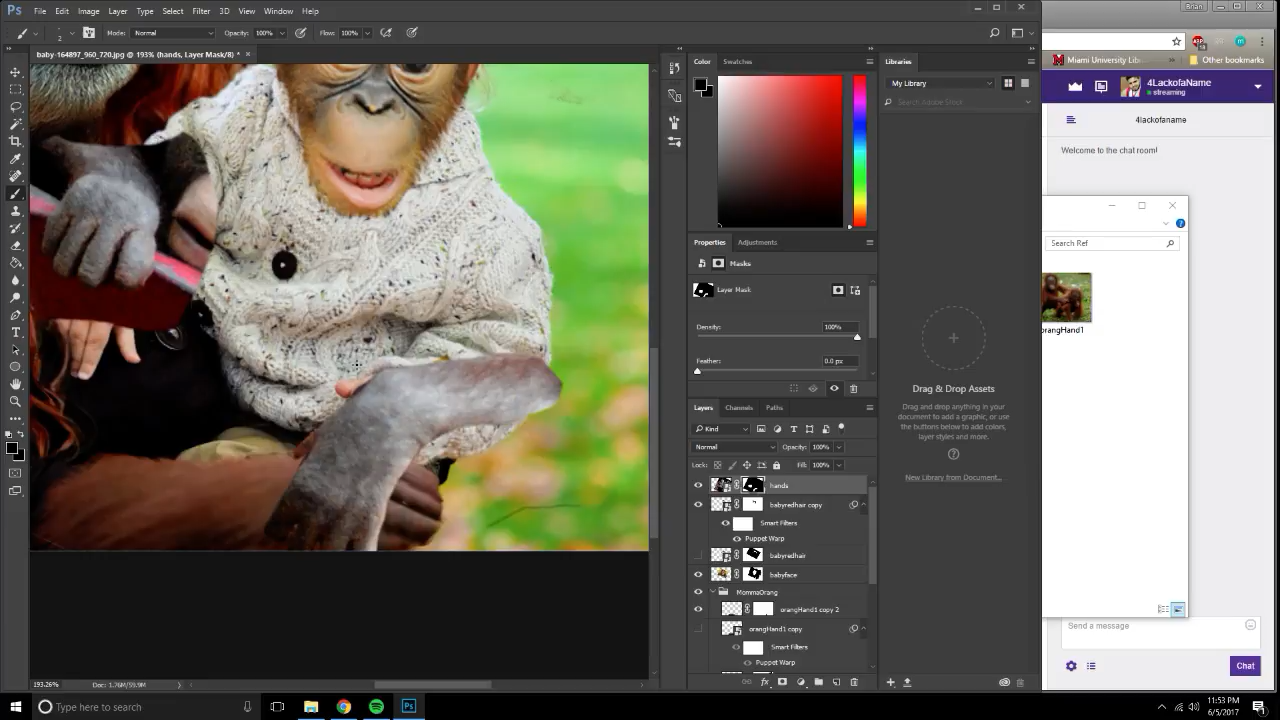 Ps File Edit Image Layer Type Select Filter 3D View Window Help
Brian
Mode: Normal Opacity: 100% Flow: 100%
baby-164897_960_720.jpg @ 193% (hands, Layer Mask/8) * ×
Color Swatches
Libraries
My Library
Search Adobe Stock
Miami University Lib
» Other bookmarks
4LackofaName
streaming
4lackofaname
Welcome to the chat room!
Search Ref
orangHand1
Properties Adjustments
Masks
Layer Mask
Density: 100%
Feather: 0.0 px
Drag & Drop Assets
Drag and drop anything in your
document to add a graphic, or use
the buttons below to add colors,
layer styles and more.
New Library from Document...
Layers Channels Paths
Kind
Normal Opacity: 100%
Lock: Fill: 100%
hands
babyredhair copy
Smart Filters
Puppet Warp
babyredhair
babyface
MommaOrang
orangHand1 copy 2
orangHand1 copy
Smart Filters
Puppet Warp
Send a message
Chat
193.26% Doc: 1.76M/59.9M
Type here to search
11:53 PM
6/5/2017